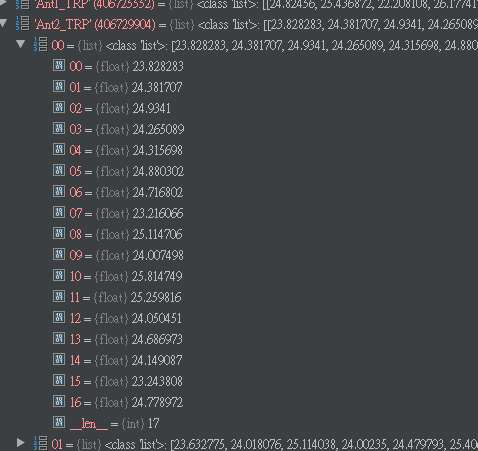 'Ant1_TRP' (406725552) = {list} <class 'list'>: [[24.82456, 25.436872, 22.208108, 26.17741
'Ant2_TRP' (406729904) = {list} <class 'list'>: [[23.828283, 24.381707, 24.9341, 24.265089
00 = {list} <class 'list'>: [23.828283, 24.381707, 24.9341, 24.265089, 24.315698, 24.880
00 = {float} 23.828283
01 = {float} 24.381707
02 = {float} 24.9341
03 = {float} 24.265089
04 = {float} 24.315698
05 = {float} 24.880302
06 = {float} 24.716802
07 = {float} 23.216066
08 = {float} 25.114706
09 = {float} 24.007498
10 = {float} 25.814749
11 = {float} 25.259816
12 = {float} 24.050451
13 = {float} 24.686973
14 = {float} 24.149087
15 = {float} 23.243808
16 = {float} 24.778972
__len__ = {int} 17
01 = {list} <class 'list'>: [23.632775, 24.018076, 25.114038, 24.00235, 24.479793, 25.40